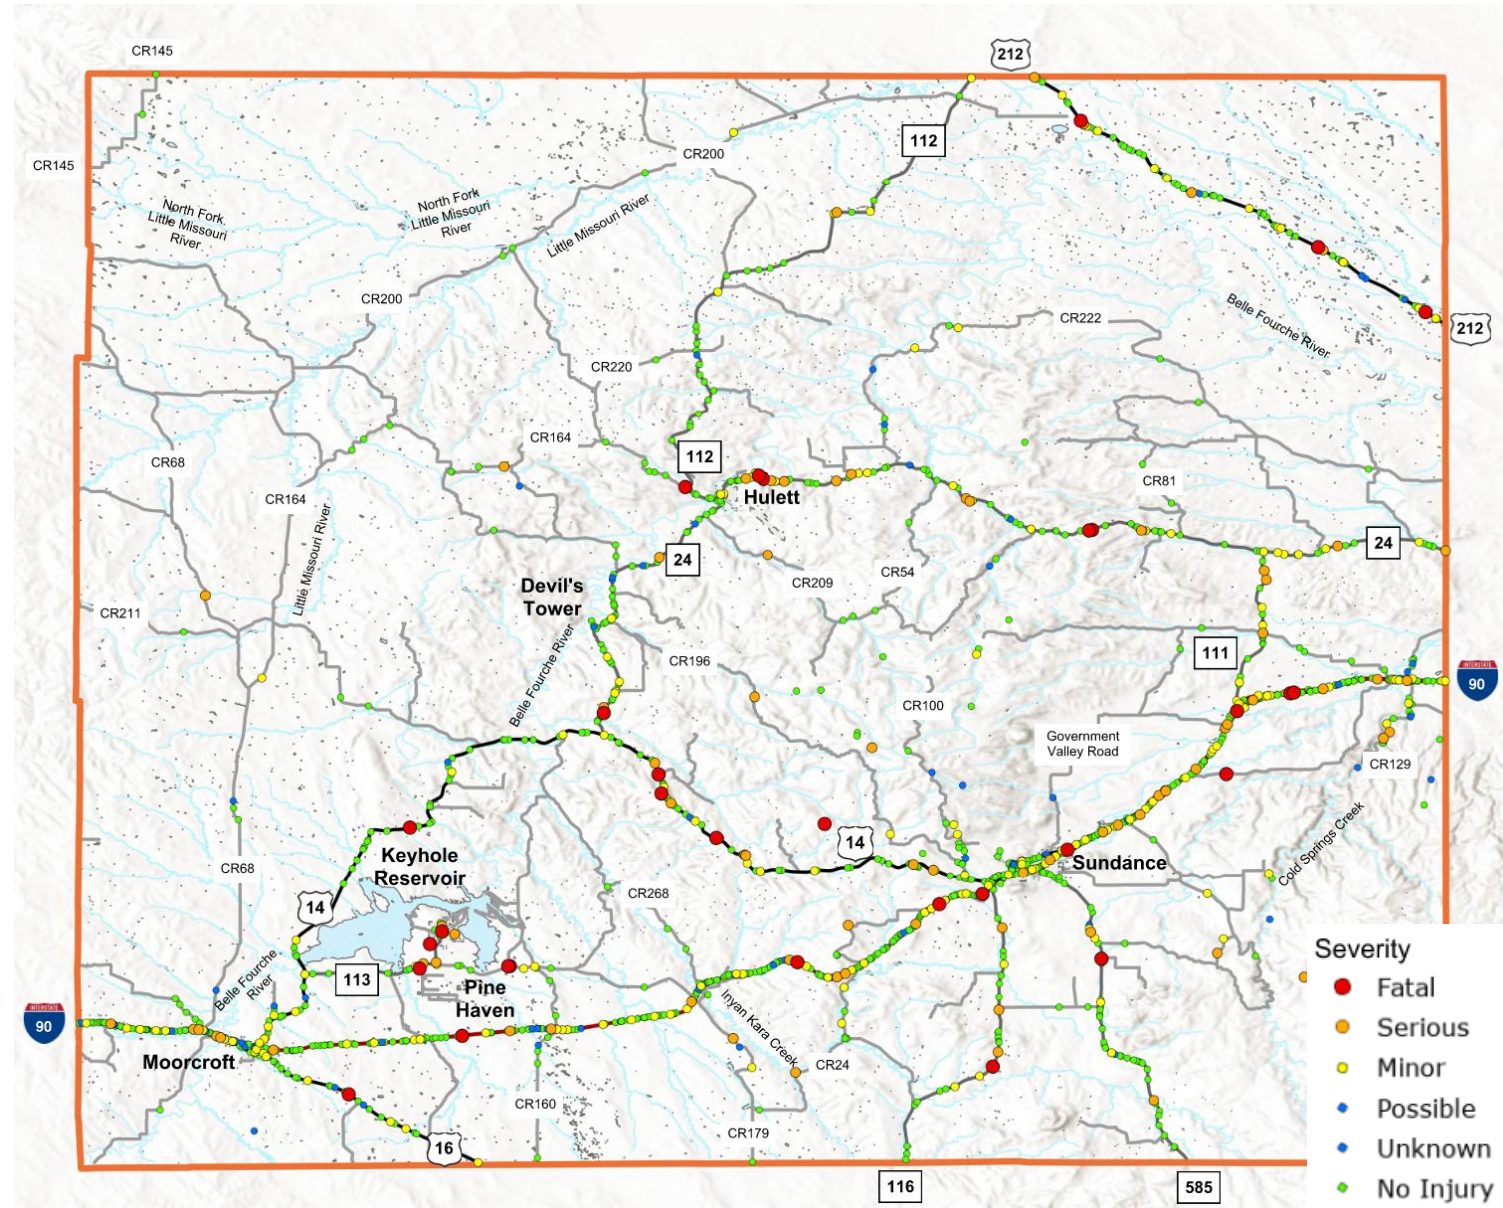 CR145
212
112
CR200
CR145
North Fork
Little Missouri
River
North Fork
Little Missouri
River
Little Missouri River
CR200
CR222
Belle Fourche River
212
CR220
CR164
112
CR68
CR81
CR164
Hulett
Little Missouri River
24
24
Devil's
Tower
CR209
CR54
CR211
Belle Fourche River
CR196
111
INTERSTATE
90
CR100
Government
Valley Road
CR129
Cold Springs Creek
14
Keyhole
Reservoir
Sundance
CR68
14
CR268
Belle Fourche
River
113
Pine
Haven
Inyan Kara Creek
INTERSTATE
90
Moorcroft
CR24
CR160
CR179
16
116
585
Severity
Fatal
Serious
Minor
Possible
Unknown
No Injury